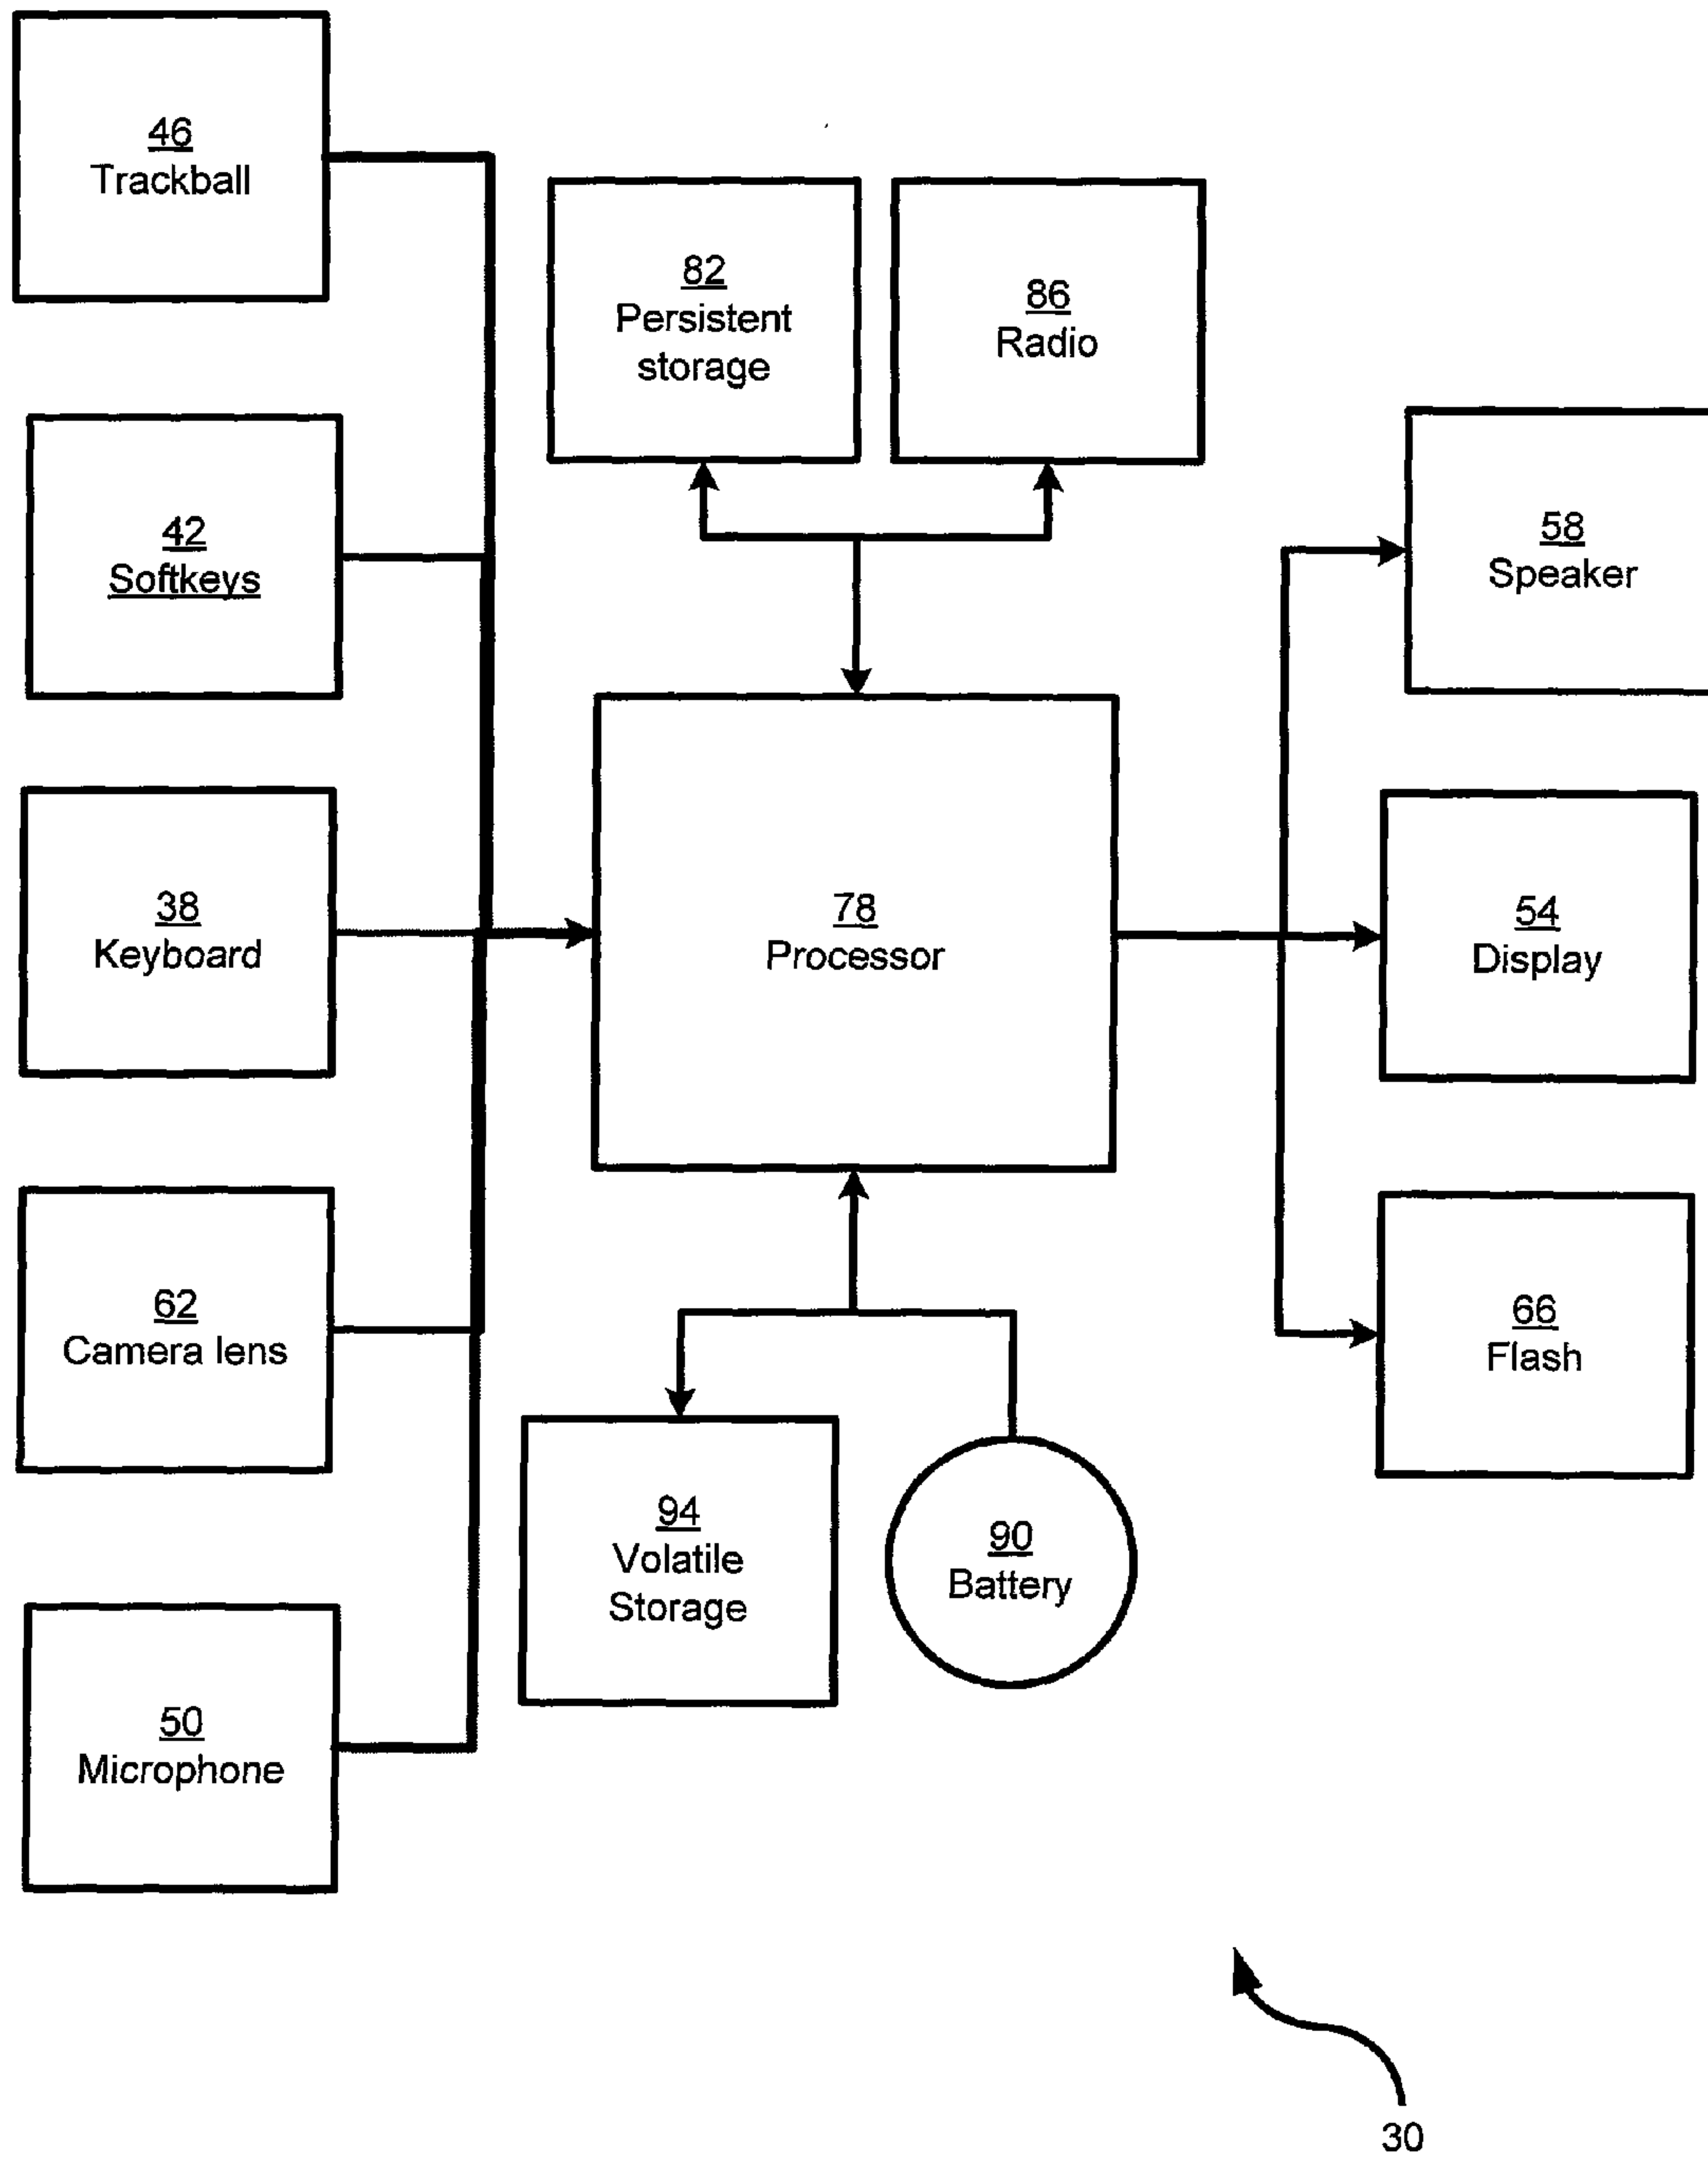 46
Trackball
82
Persistent
storage
86
Radio
42
Softkeys
58
Speaker
38
Keyboard
78
Processor
54
Display
62
Camera lens
66
Flash
94
Volatile
Storage
90
Battery
50
Microphone
30